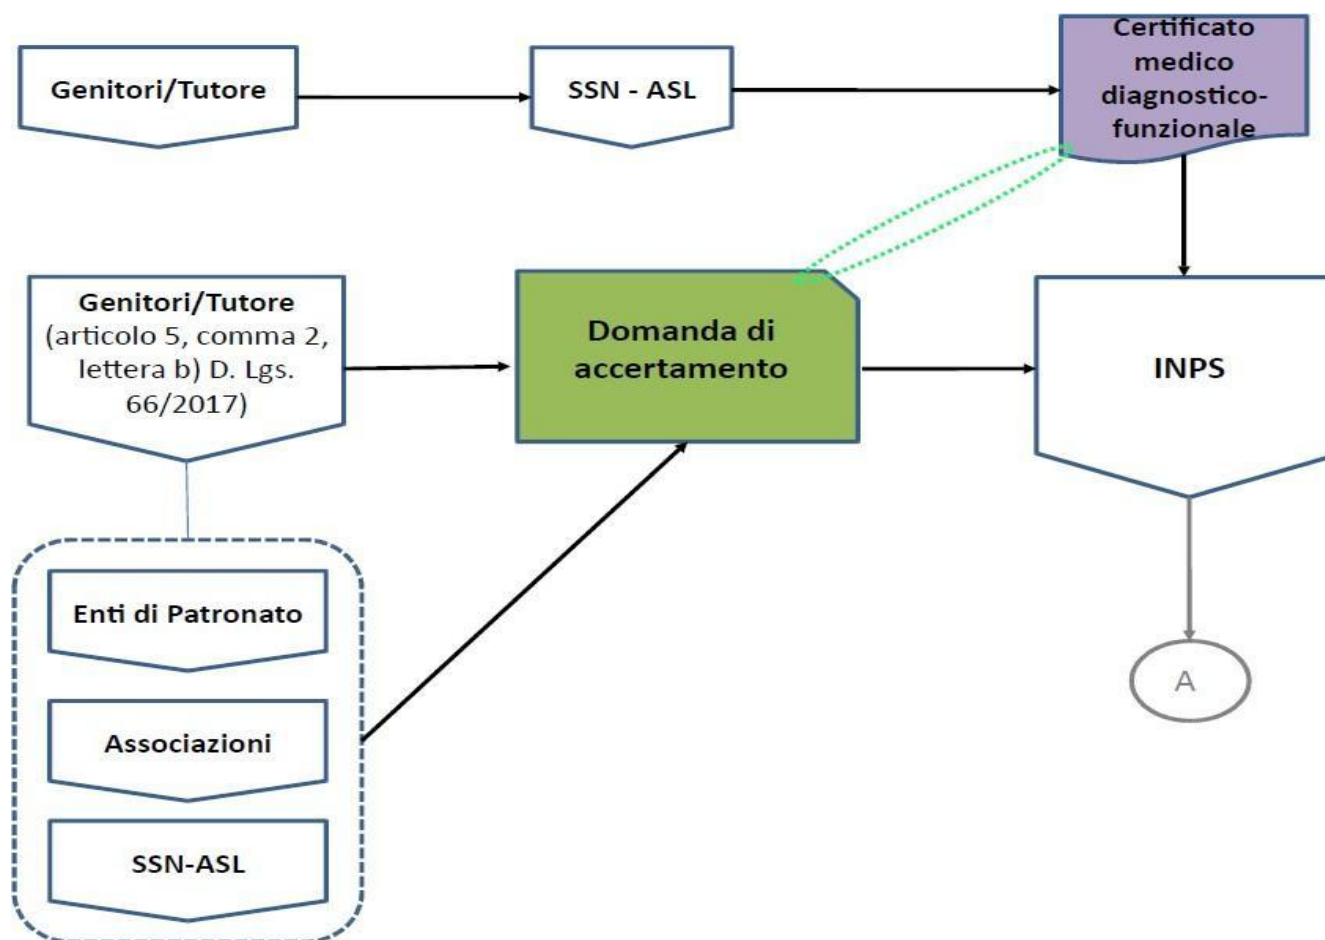 Genitori/Tutore
SSN - ASL
Certificato
medico
diagnostico-
funzionale
Genitori/Tutore
(articolo 5, comma 2,
lettera b) D. Lgs.
66/2017)
Domanda di
accertamento
INPS
Enti di Patronato
Associazioni
SSN-ASL
A